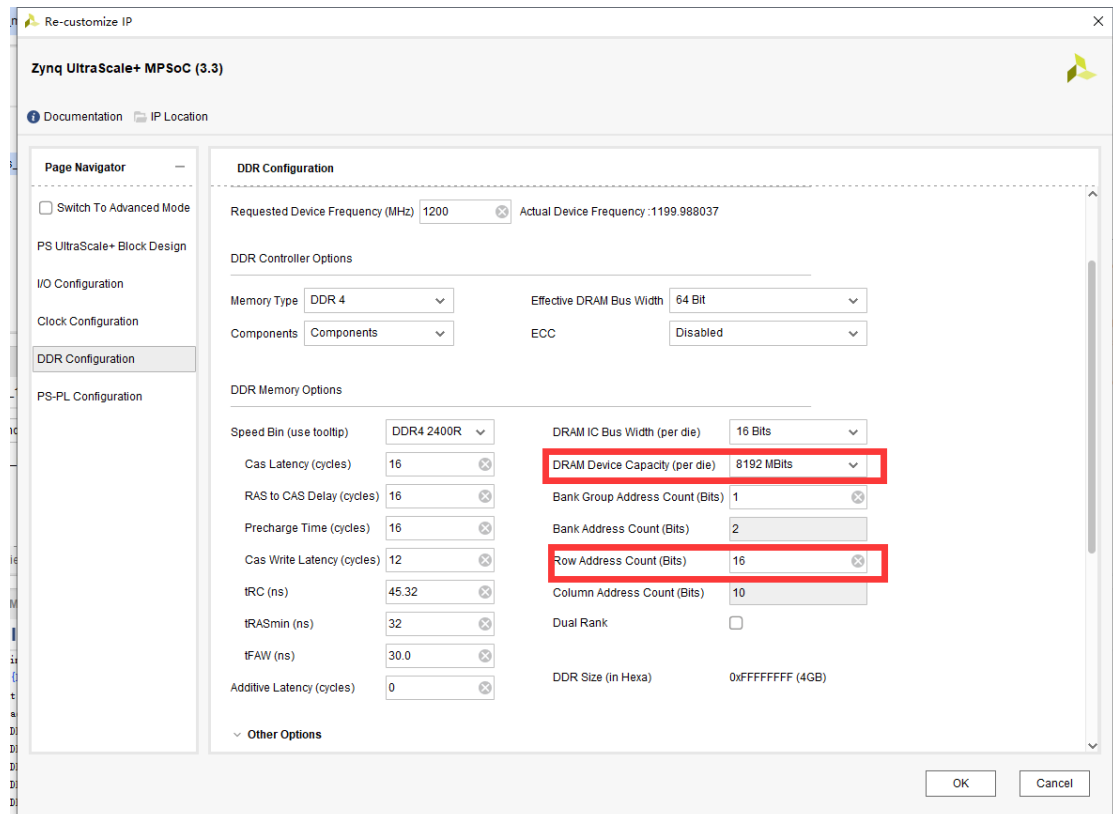 Re-customize IP
Zynq UltraScale+ MPSoC (3.3)
Documentation IP Location
Page Navigator
Switch To Advanced Mode
PS UltraScale+ Block Design
I/O Configuration
Clock Configuration
DDR Configuration
PS-PL Configuration
DDR Configuration
Requested Device Frequency (MHz) 1200 Actual Device Frequency :1199.988037
DDR Controller Options
Memory Type DDR 4 Effective DRAM Bus Width 64 Bit
Components Components ECC Disabled
DDR Memory Options
Speed Bin (use tooltip) DDR4 2400R DRAM IC Bus Width (per die) 16 Bits
Cas Latency (cycles) 16 DRAM Device Capacity (per die) 8192 MBits
RAS to CAS Delay (cycles) 16 Bank Group Address Count (Bits) 1
Precharge Time (cycles) 16 Bank Address Count (Bits) 2
Cas Write Latency (cycles) 12 Row Address Count (Bits) 16
tRC (ns) 45.32 Column Address Count (Bits) 10
tRASmin (ns) 32 Dual Rank
tFAW (ns) 30.0
DDR Size (in Hexa) 0xFFFFFFFF (4GB)
Additive Latency (cycles) 0
Other Options
OK Cancel